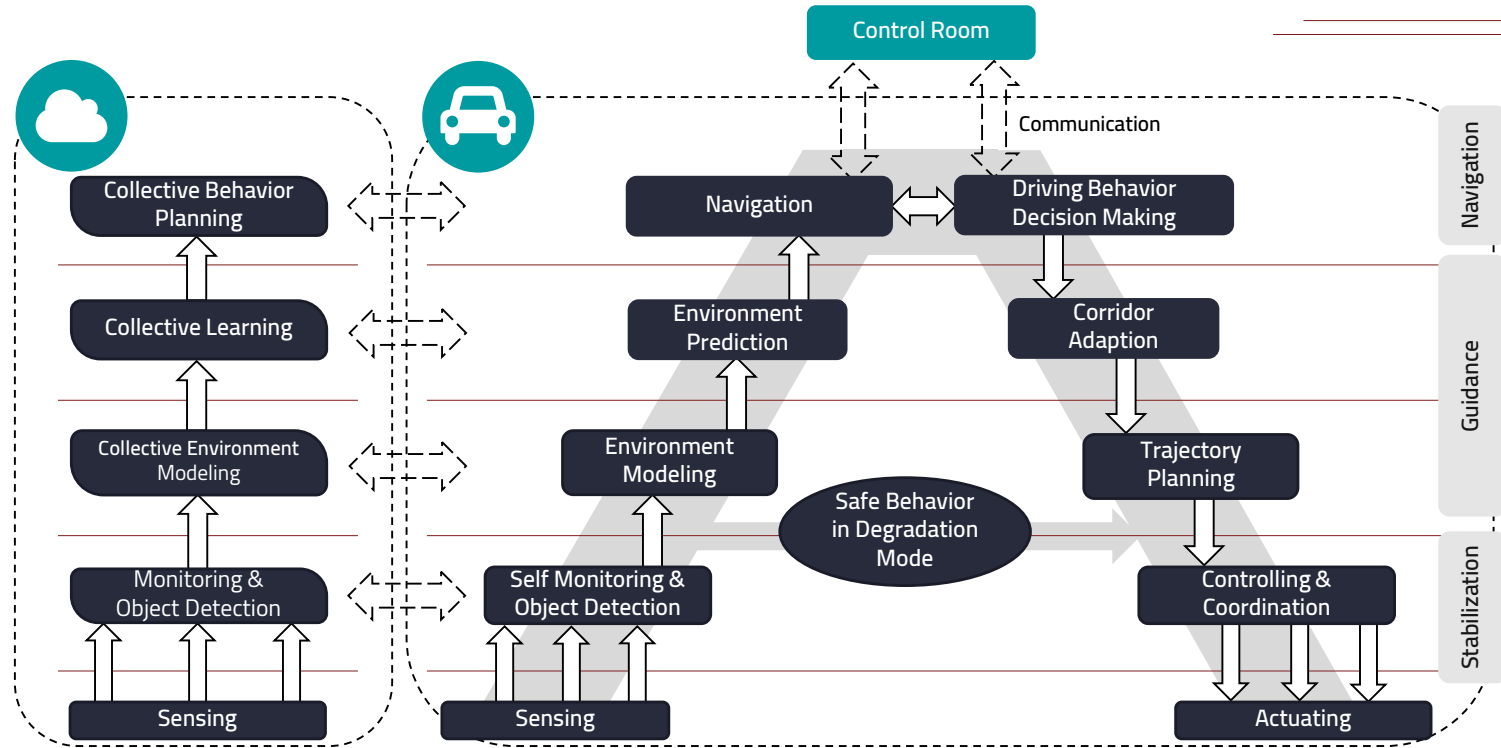 Control Room
Communication
Collective Behavior
Planning
Collective Learning
Collective Environment
Modeling
Monitoring &
Object Detection
Sensing
Navigation
Driving Behavior
Decision Making
Environment
Prediction
Corridor
Adaption
Environment
Modeling
Trajectory
Planning
Safe Behavior
in Degradation
Mode
Self Monitoring &
Object Detection
Controlling &
Coordination
Sensing
Actuating
Navigation
Guidance
Stabilization